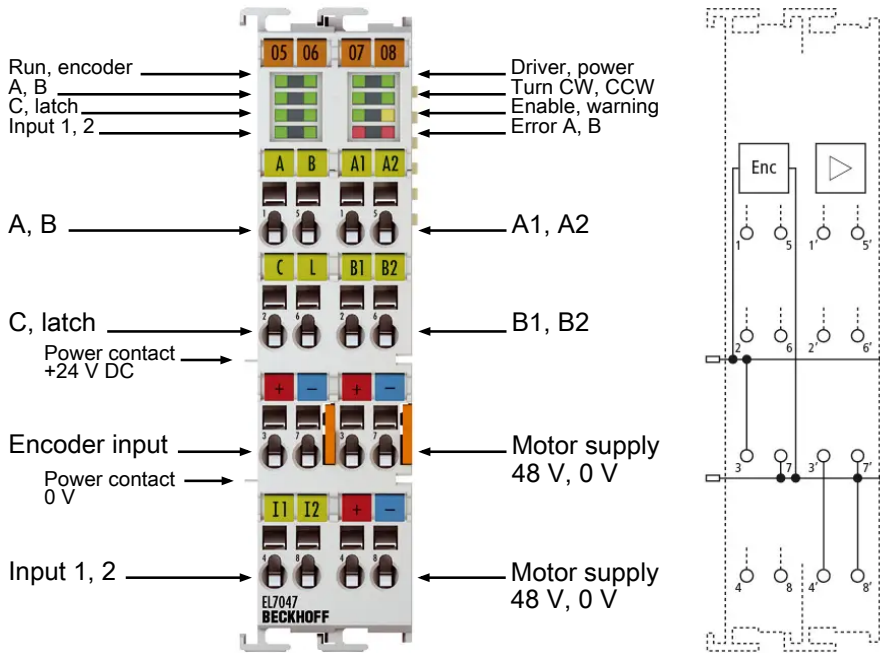 05 06 07 08
Run, encoder
A, B
C, latch
Input 1, 2
Driver, power
Turn CW, CCW
Enable, warning
Error A, B
A B A1 A2
1 5 1 5
A, B
A1, A2
C L B1 B2
2 6 2 6
C, latch
B1, B2
Power contact
+24 V DC
+ − + −
3 7 3 7
Encoder input
Motor supply
48 V, 0 V
Power contact
0 V
I1 I2 + −
4 8 4 8
Input 1, 2
Motor supply
48 V, 0 V
EL7047
BECKHOFF
Enc
1 5 1' 5'
2 6 2' 6'
3 7 3' 7'
4 8 4' 8'